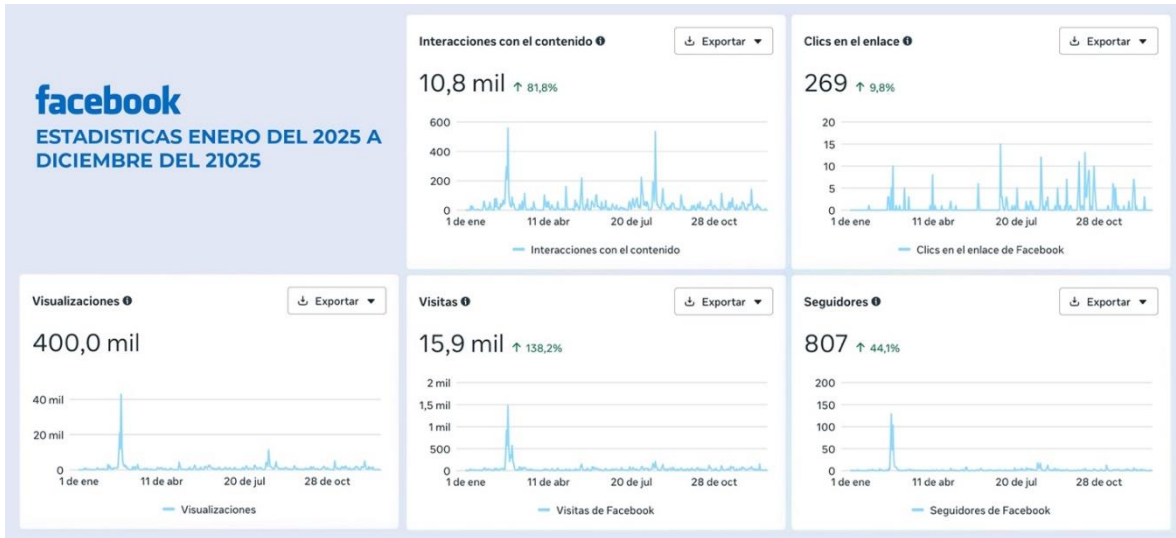 facebook
ESTADISTICAS ENERO DEL 2025 A
DICIEMBRE DEL 21025
Interacciones con el contenido
Exportar
10,8 mil ↑ 81,8%
600
400
200
0
1 de ene 11 de abr 20 de jul 28 de oct
Interacciones con el contenido
Clics en el enlace
Exportar
269 ↑ 9,8%
20
15
10
5
0
1 de ene 11 de abr 20 de jul 28 de oct
Clics en el enlace de Facebook
Visualizaciones
Exportar
400,0 mil
40 mil
20 mil
0
1 de ene 11 de abr 20 de jul 28 de oct
Visualizaciones
Visitas
Exportar
15,9 mil ↑ 138,2%
2 mil
1,5 mil
1 mil
500
0
1 de ene 11 de abr 20 de jul 28 de oct
Visitas de Facebook
Seguidores
Exportar
807 ↑ 44,1%
200
150
100
50
0
1 de ene 11 de abr 20 de jul 28 de oct
Seguidores de Facebook